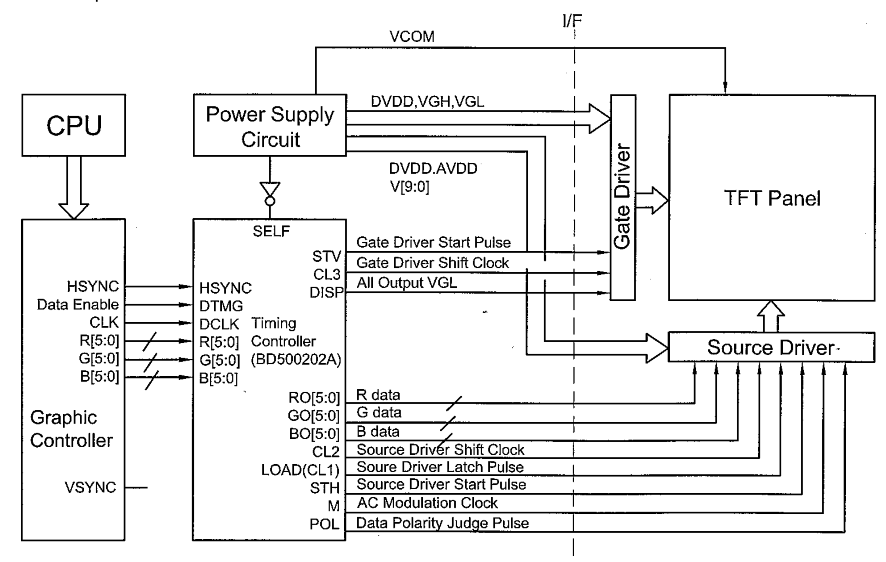 I/F
VCOM
CPU
Power Supply
Circuit
DVDD,VGH,VGL
DVDD.AVDD
V[9:0]
Gate Driver
TFT Panel
SELF
STV
Gate Driver Start Pulse
CL3
Gate Driver Shift Clock
DISP
All Output VGL
HSYNC
Data Enable
CLK
R[5:0]
G[5:0]
B[5:0]
HSYNC
DTMG
DCLK
R[5:0]
G[5:0]
B[5:0]
Timing
Controller
(BD500202A)
Source Driver
Graphic
Controller
VSYNC
RO[5:0]
R data
GO[5:0]
G data
BO[5:0]
B data
CL2
Source Driver Shift Clock
LOAD(CL1)
Soure Driver Latch Pulse
STH
Source Driver Start Pulse
M
AC Modulation Clock
POL
Data Polarity Judge Pulse